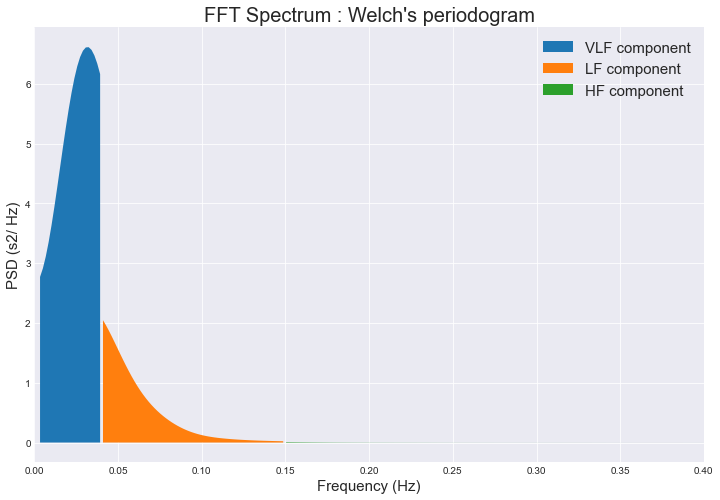 FFT Spectrum : Welch's periodogram
VLF component
LF component
HF component
6
5
4
3
2
1
0
PSD (s2/ Hz)
0.00 0.05 0.10 0.15 0.20 0.25 0.30 0.35 0.40
Frequency (Hz)